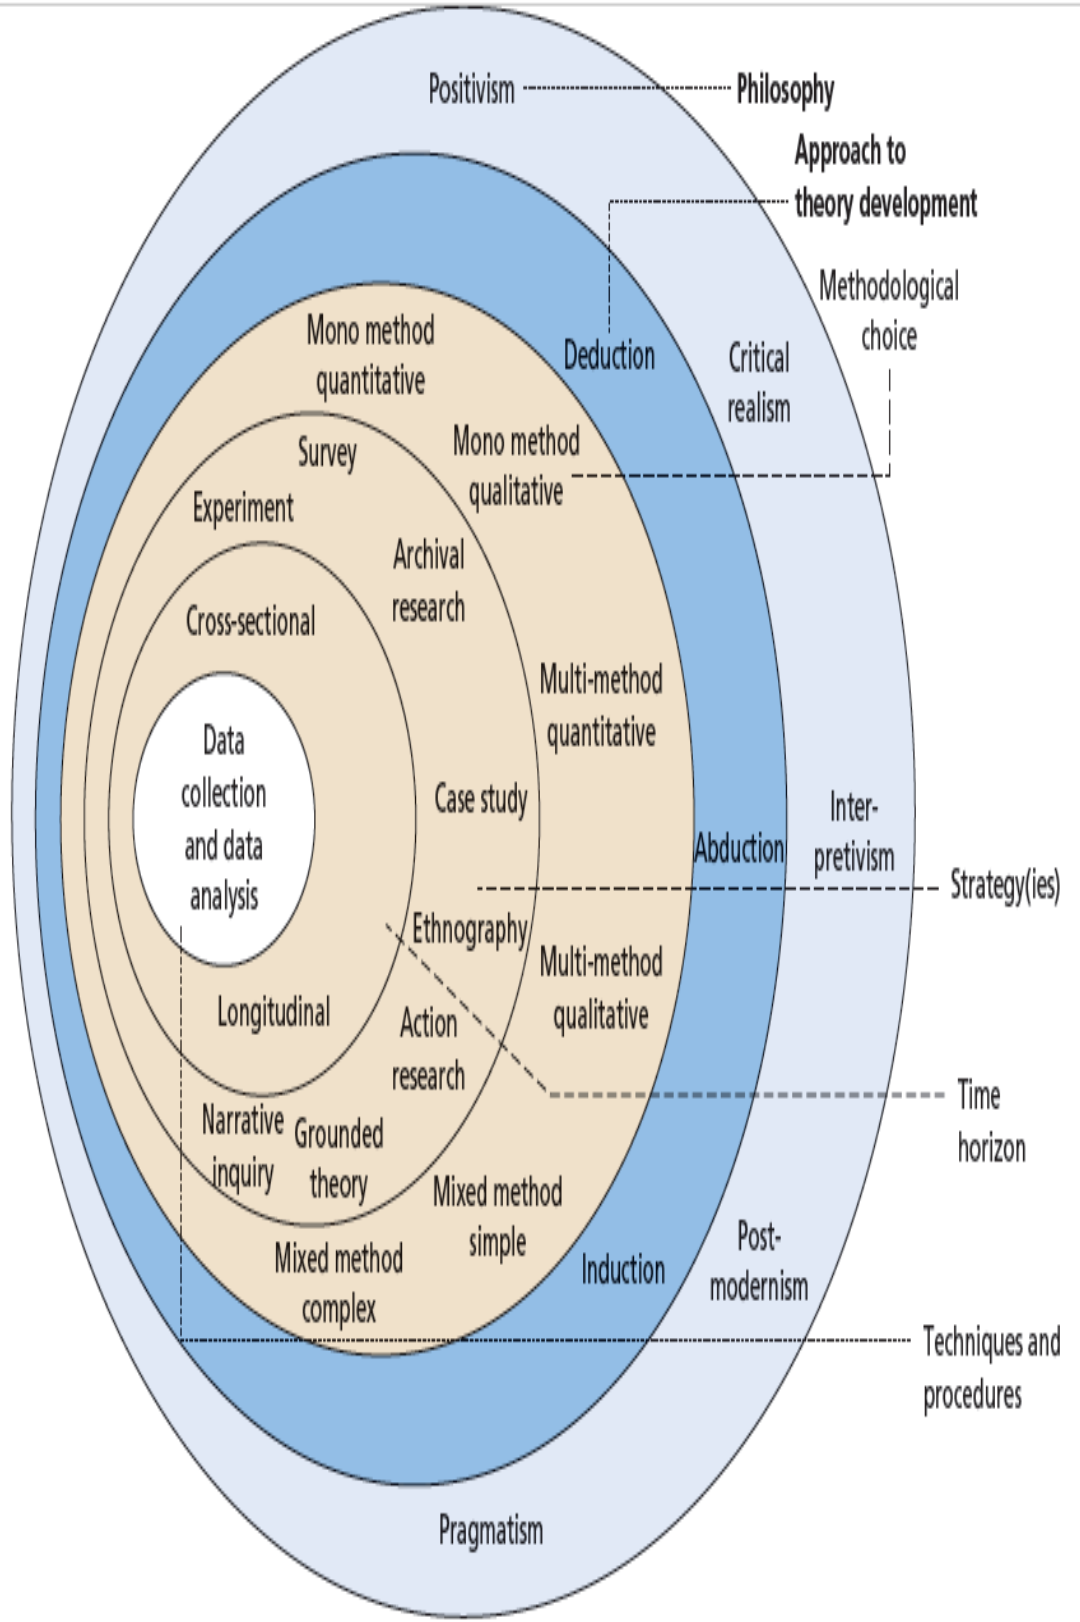 Positivism
Philosophy
Approach to
theory development
Methodological
choice
Mono method
quantitative
Deduction
Critical
realism
Survey
Mono method
qualitative
Experiment
Archival
research
Cross-sectional
Multi-method
quantitative
Data
collection
and data
analysis
Case study
Abduction
Inter-
pretivism
Strategy(ies)
Ethnography
Multi-method
qualitative
Longitudinal
Action
research
Time
horizon
Narrative
inquiry
Grounded
theory
Mixed method
simple
Mixed method
complex
Induction
Post-
modernism
Techniques and
procedures
Pragmatism